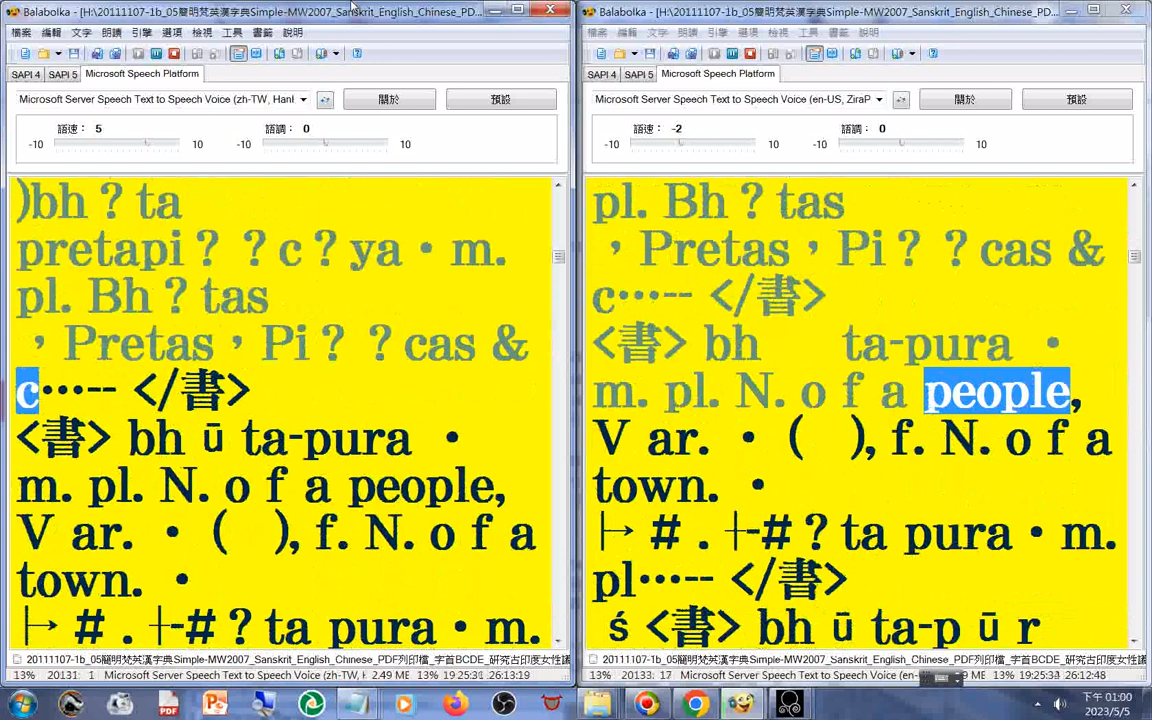 Balabolka - [H:\20111107-1b_05簡明梵英漢字典Simple-MW2007_Sanskrit_English_Chinese_PD...
檔案 編輯 文字 朗讀 引擎 選項 檢視 工具 書籤 說明
SAPI 4 SAPI 5 Microsoft Speech Platform
Microsoft Server Speech Text to Speech Voice (zh-TW, HanI 關於 預設
語速： 5 語調： 0
-10 10 -10 10
)bh ? ta
pretapi ? ? c ? ya • m.
pl. Bh ? tas
，Pretas，Pi ? ? cas &
c…-- </書>
<書> bh ū ta-pura •
m. pl. N. o f a people,
V ar. • ( ), f. N. o f a
town. •
├→ # . ┼-# ? ta pura • m.
20111107-1b_05簡明梵英漢字典Simple-MW2007_Sanskrit_English_Chinese_PDF列印檔_字首BCDE_研究古印度女性議
13% 20131: 1 Microsoft Server Speech Text to Speech Voice (zh-TW, H 2.49 ME 13% 19:25:31 26:13:19
Balabolka - [H:\20111107-1b_05簡明梵英漢字典Simple-MW2007_Sanskrit_English_Chinese_PD...
檔案 編輯 文字 朗讀 引擎 選項 檢視 工具 書籤 說明
SAPI 4 SAPI 5 Microsoft Speech Platform
Microsoft Server Speech Text to Speech Voice (en-US, ZiraP 關於 預設
語速： -2 語調： 0
-10 10 -10 10
pl. Bh ? tas
，Pretas，Pi ? ? cas &
c…-- </書>
<書> bh ta-pura •
m. pl. N. o f a people,
V ar. • ( ), f. N. o f a
town. •
├→ # . ┼-# ? ta pura • m.
pl…-- </書>
ś <書> bh ū ta-p ū r
20111107-1b_05簡明梵英漢字典Simple-MW2007_Sanskrit_English_Chinese_PDF列印檔_字首BCDE_研究古印度女性議
13% 20133: 17 Microsoft Server Speech Text to Speech Voice (en-U 9 ME 13% 19:25:34 26:12:48
下午 01:00
2023/5/5